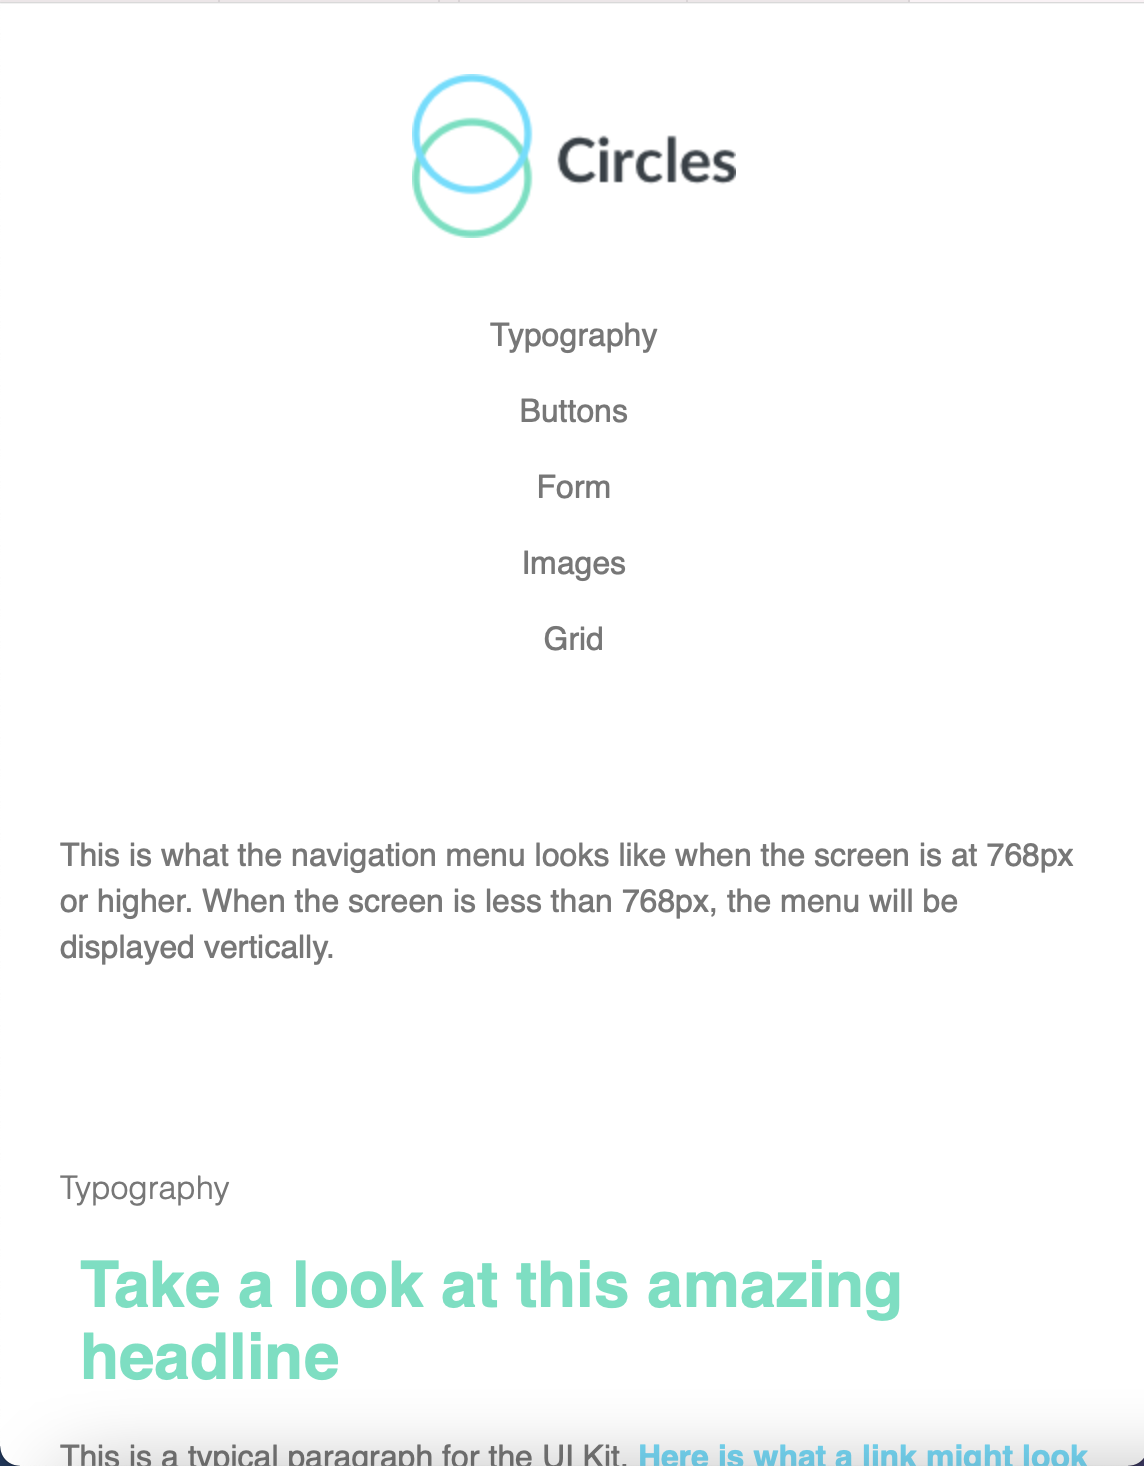 Circles
Typography
Buttons
Form
Images
Grid
This is what the navigation menu looks like when the screen is at 768px
or higher. When the screen is less than 768px, the menu will be
displayed vertically.
Typography
Take a look at this amazing
headline
This is a typical paragraph for the UI Kit. Here is what a link might look